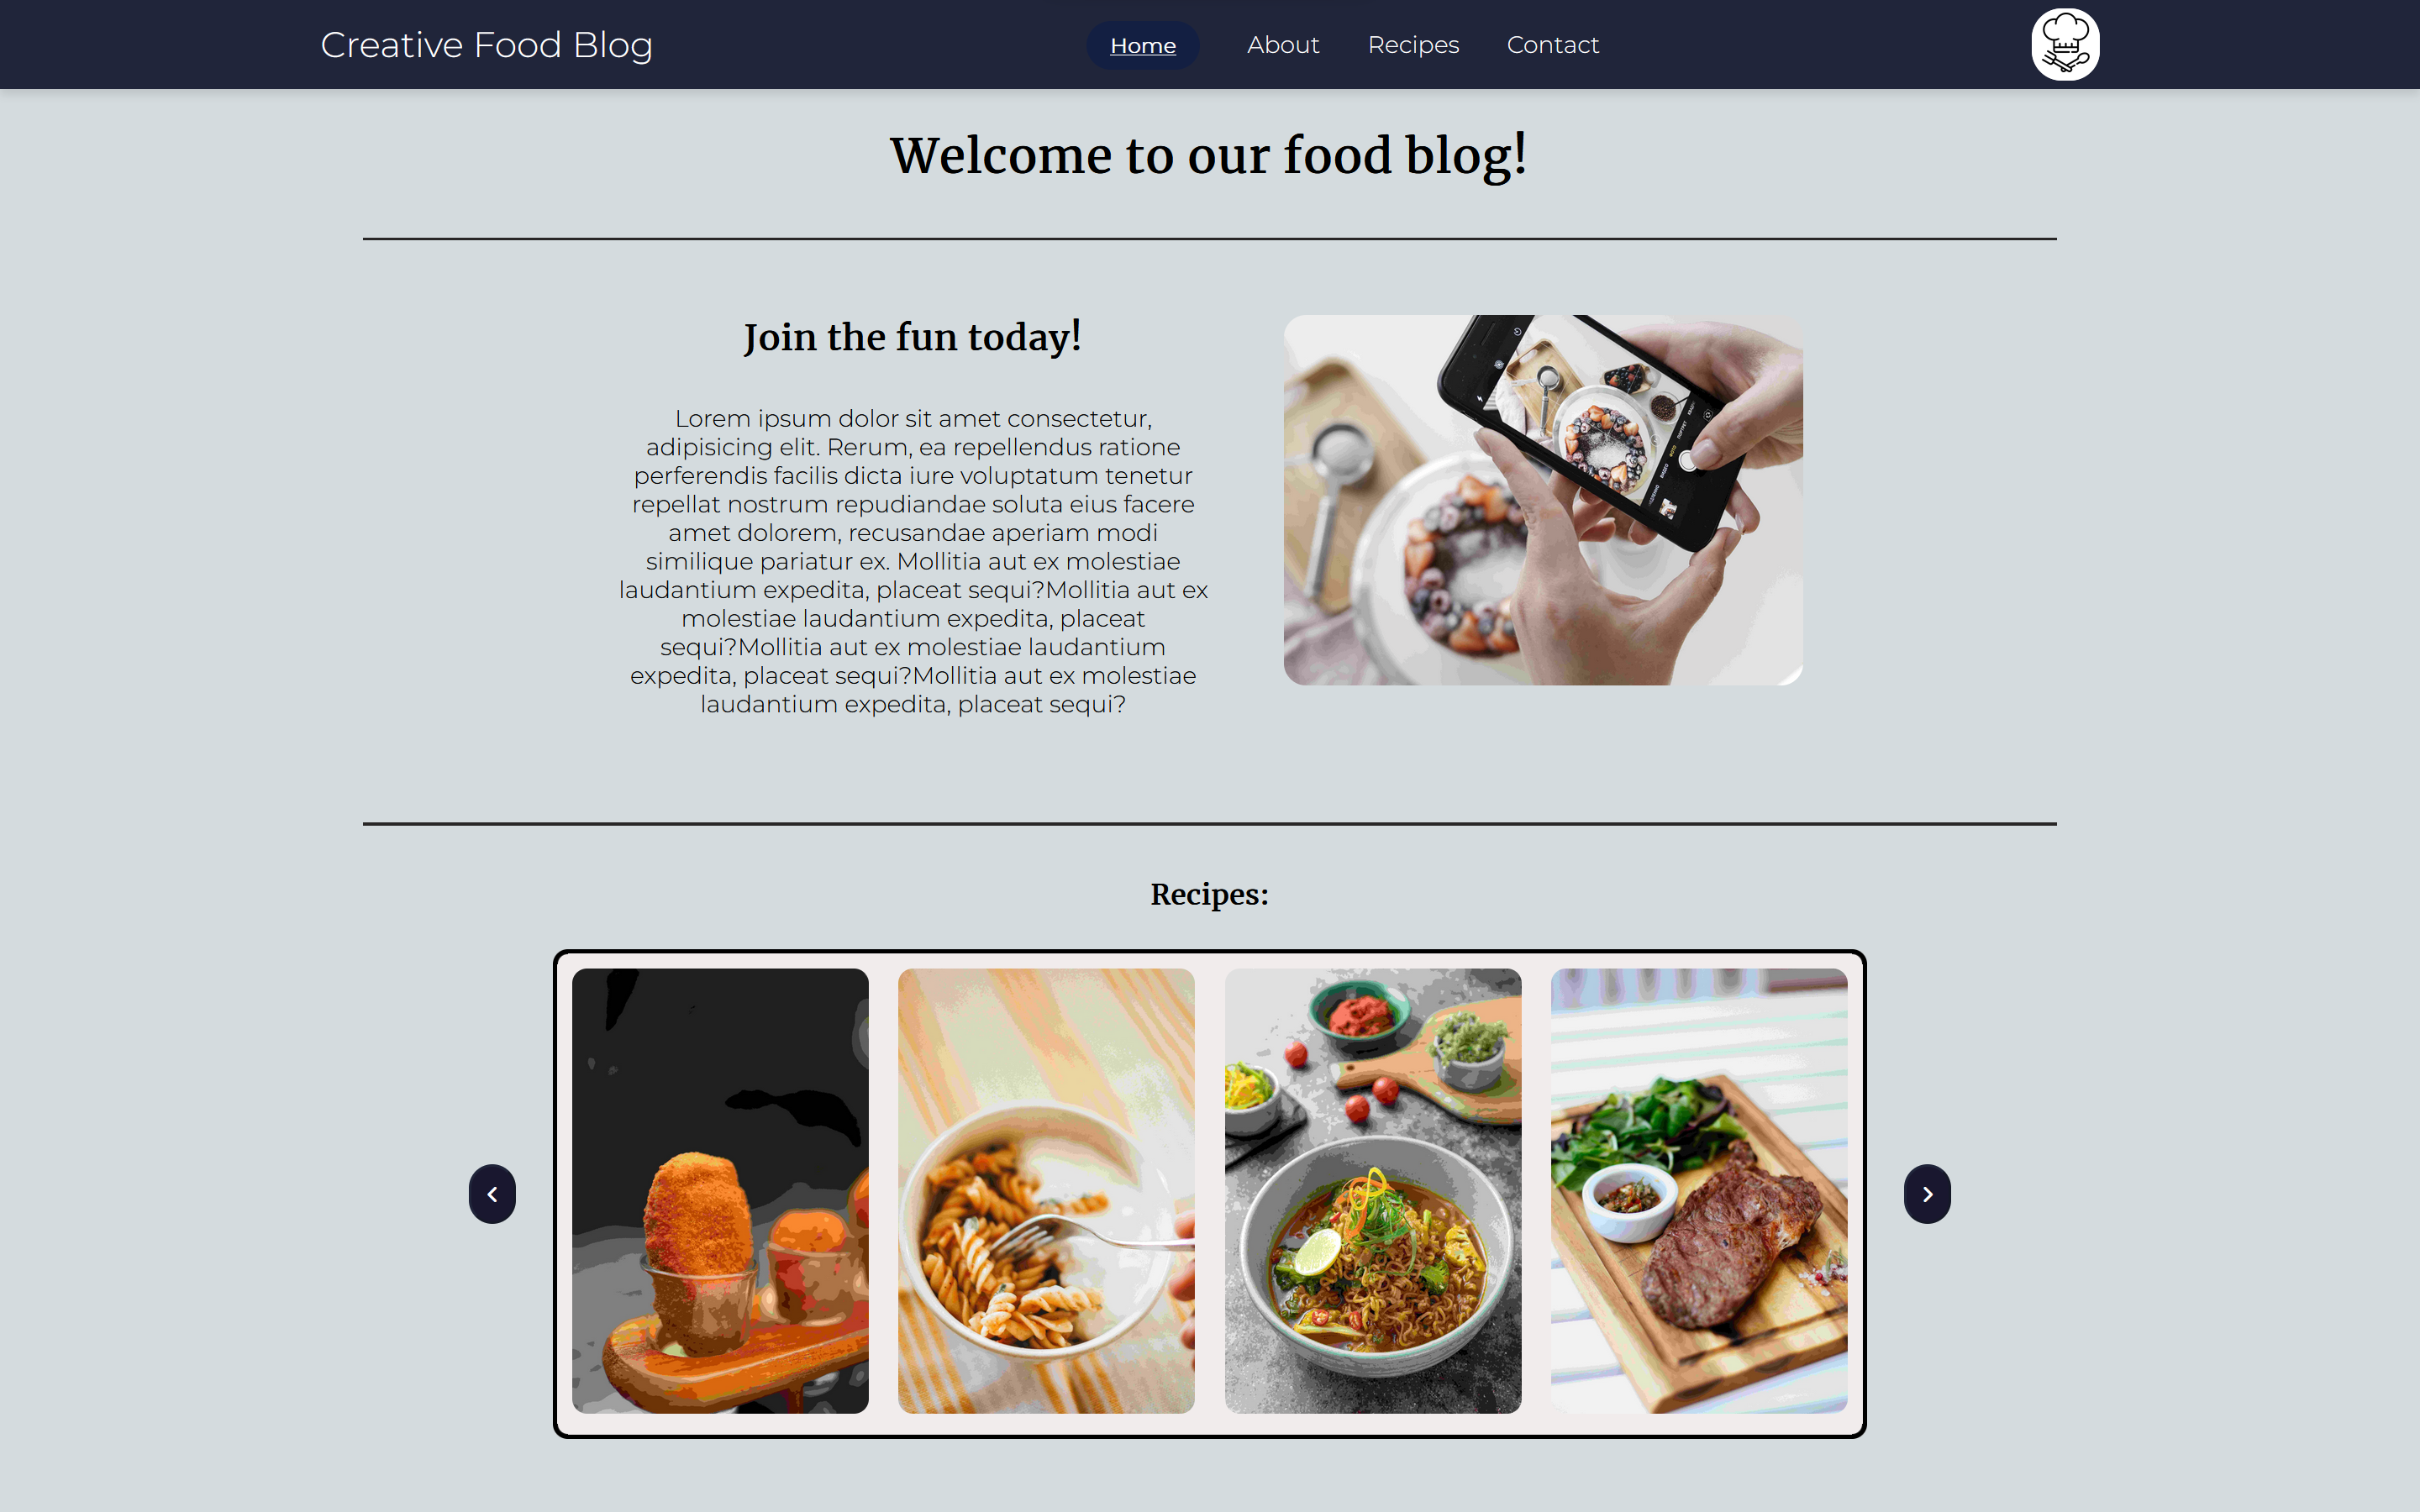 Creative Food Blog
Home About Recipes Contact
Welcome to our food blog!
Join the fun today!
Lorem ipsum dolor sit amet consectetur,
adipisicing elit. Rerum, ea repellendus ratione
perferendis facilis dicta iure voluptatum tenetur
repellat nostrum repudiandae soluta eius facere
amet dolorem, recusandae aperiam modi
similique pariatur ex. Mollitia aut ex molestiae
laudantium expedita, placeat sequi?Mollitia aut ex
molestiae laudantium expedita, placeat
sequi?Mollitia aut ex molestiae laudantium
expedita, placeat sequi?Mollitia aut ex molestiae
laudantium expedita, placeat sequi?
Recipes: